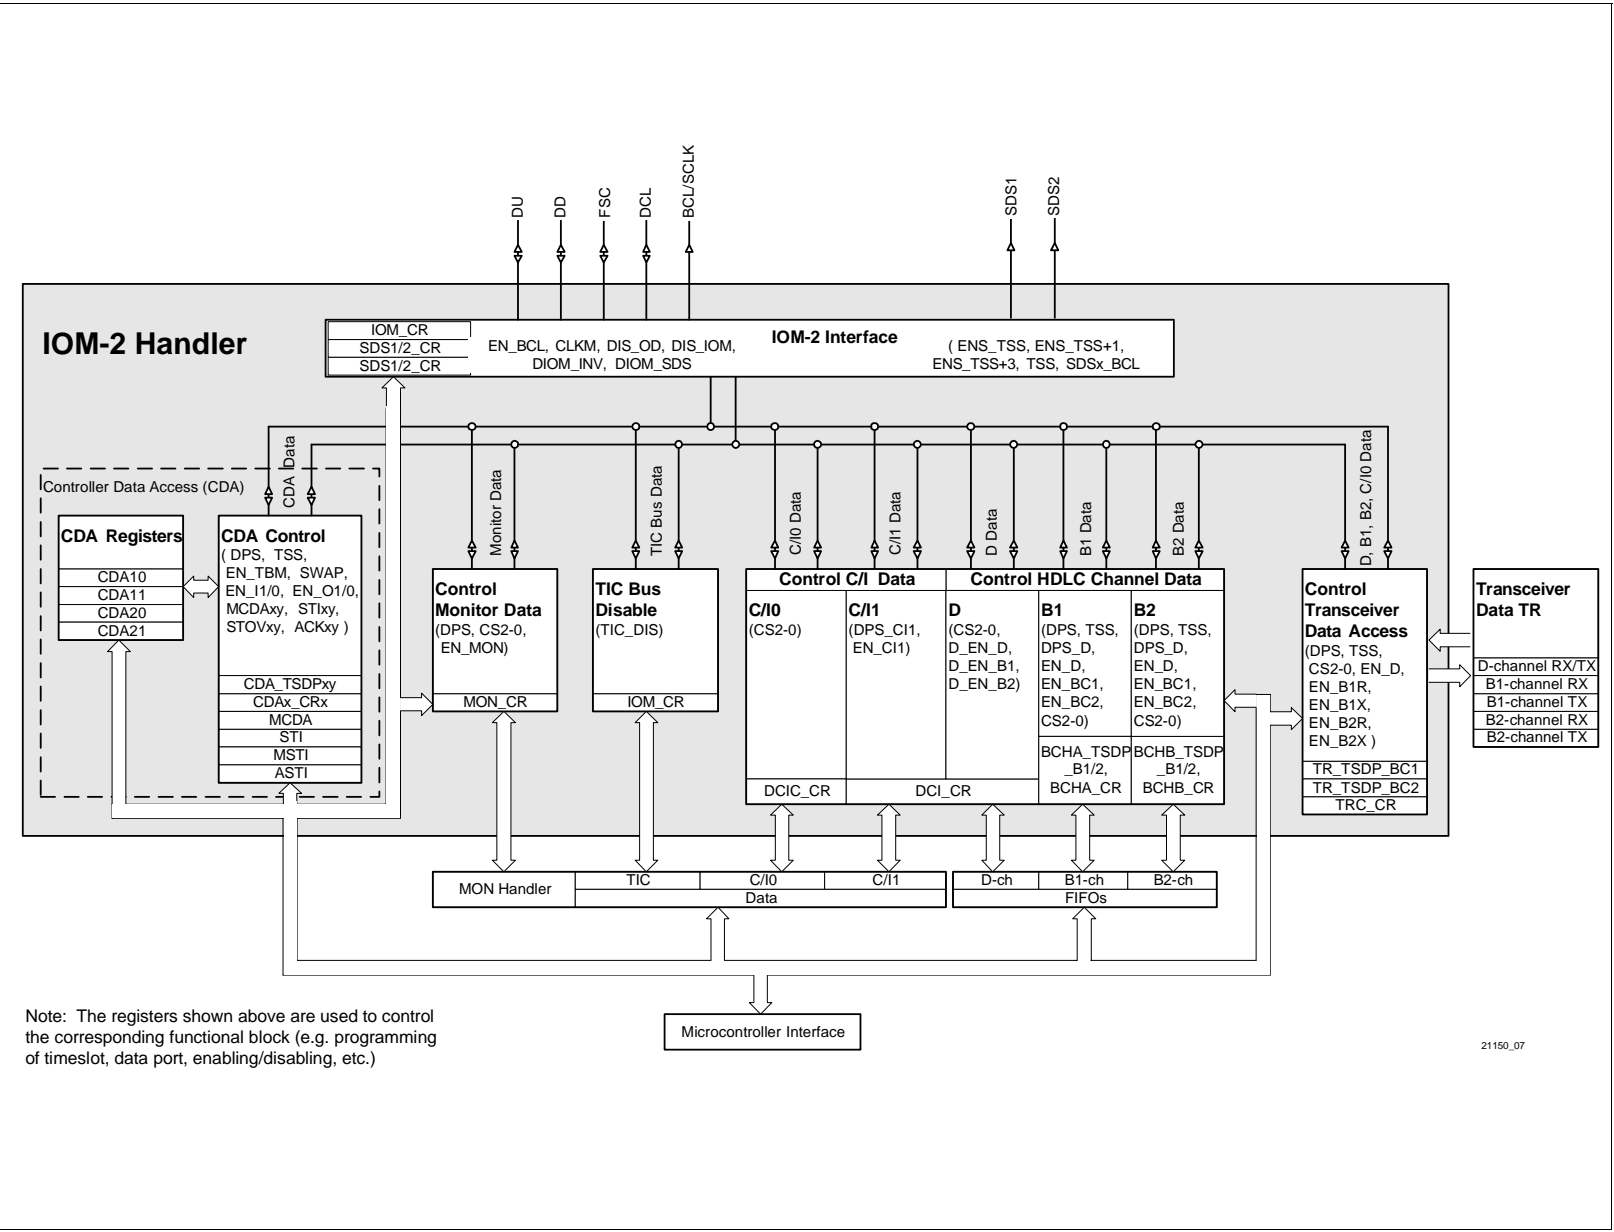 DU
DD
FSC
DCL
BCL/SCLK
SDS1
SDS2
IOM-2 Handler
IOM_CR
SDS1/2_CR
SDS1/2_CR
IOM-2 Interface
EN_BCL, CLKM, DIS_OD, DIS_IOM,
DIOM_INV, DIOM_SDS
( ENS_TSS, ENS_TSS+1,
ENS_TSS+3, TSS, SDSx_BCL
Controller Data Access (CDA)
CDA Data
Monitor Data
TIC Bus Data
C/I0 Data
C/I1 Data
D Data
B1 Data
B2 Data
D, B1, B2, C/I0 Data
CDA Registers
CDA10
CDA11
CDA20
CDA21
CDA Control
( DPS, TSS,
EN_TBM, SWAP,
EN_I1/0, EN_O1/0,
MCDAxy, STIxy,
STOVxy, ACKxy )
CDA_TSDPxy
CDAx_CRx
MCDA
STI
MSTI
ASTI
Control
Monitor Data
(DPS, CS2-0,
EN_MON)
MON_CR
TIC Bus
Disable
(TIC_DIS)
IOM_CR
Control C/I Data
C/I0
(CS2-0)
DCIC_CR
C/I1
(DPS_CI1,
EN_CI1)
DCI_CR
Control HDLC Channel Data
D
(CS2-0,
D_EN_D,
D_EN_B1,
D_EN_B2)
B1
(DPS, TSS,
DPS_D,
EN_D,
EN_BC1,
EN_BC2,
CS2-0)
BCHA_TSDP
_B1/2,
BCHA_CR
B2
(DPS, TSS,
DPS_D,
EN_D,
EN_BC1,
EN_BC2,
CS2-0)
BCHB_TSDP
_B1/2,
BCHB_CR
Control
Transceiver
Data Access
(DPS, TSS,
CS2-0, EN_D,
EN_B1R,
EN_B1X,
EN_B2R,
EN_B2X )
TR_TSDP_BC1
TR_TSDP_BC2
TRC_CR
Transceiver
Data TR
D-channel RX/TX
B1-channel RX
B1-channel TX
B2-channel RX
B2-channel TX
MON Handler
TIC
C/I0
C/I1
Data
D-ch
B1-ch
B2-ch
FIFOs
Microcontroller Interface
Note: The registers shown above are used to control
the corresponding functional block (e.g. programming
of timeslot, data port, enabling/disabling, etc.)
21150_07